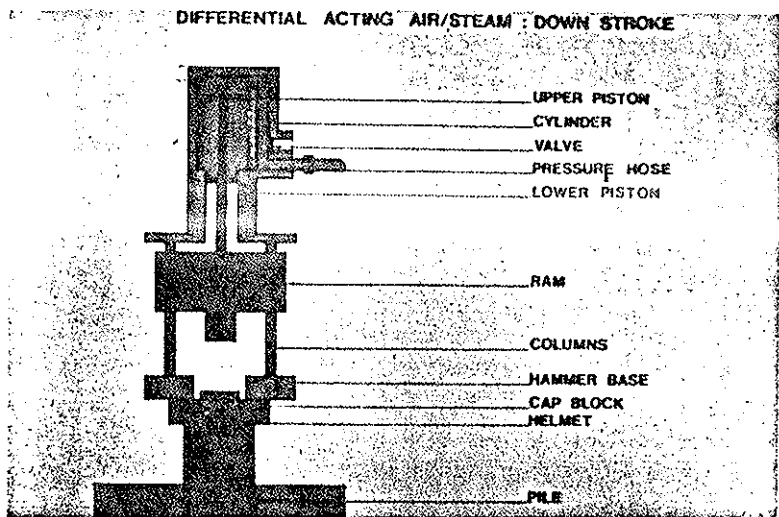 DIFFERENTIAL ACTING AIR/STEAM : DOWN STROKE
UPPER PISTON
CYLINDER
VALVE
PRESSURE HOSE
LOWER PISTON
RAM
COLUMNS
HAMMER BASE
CAP BLOCK
HELMET
PILE